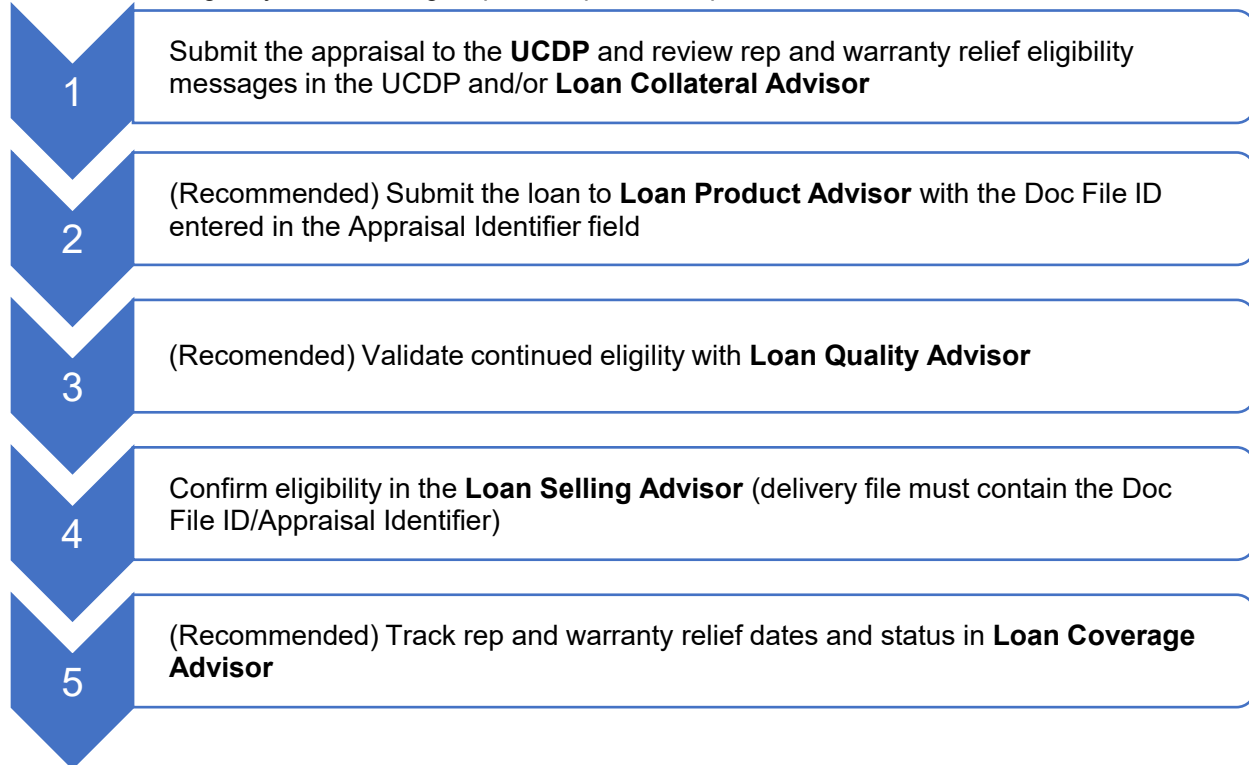 1
Submit the appraisal to the UCDP and review rep and warranty relief eligibility
messages in the UCDP and/or Loan Collateral Advisor
2
(Recommended) Submit the loan to Loan Product Advisor with the Doc File ID
entered in the Appraisal Identifier field
3
(Recomended) Validate continued eligility with Loan Quality Advisor
4
Confirm eligibility in the Loan Selling Advisor (delivery file must contain the Doc
File ID/Appraisal Identifier)
5
(Recommended) Track rep and warranty relief dates and status in Loan Coverage
Advisor